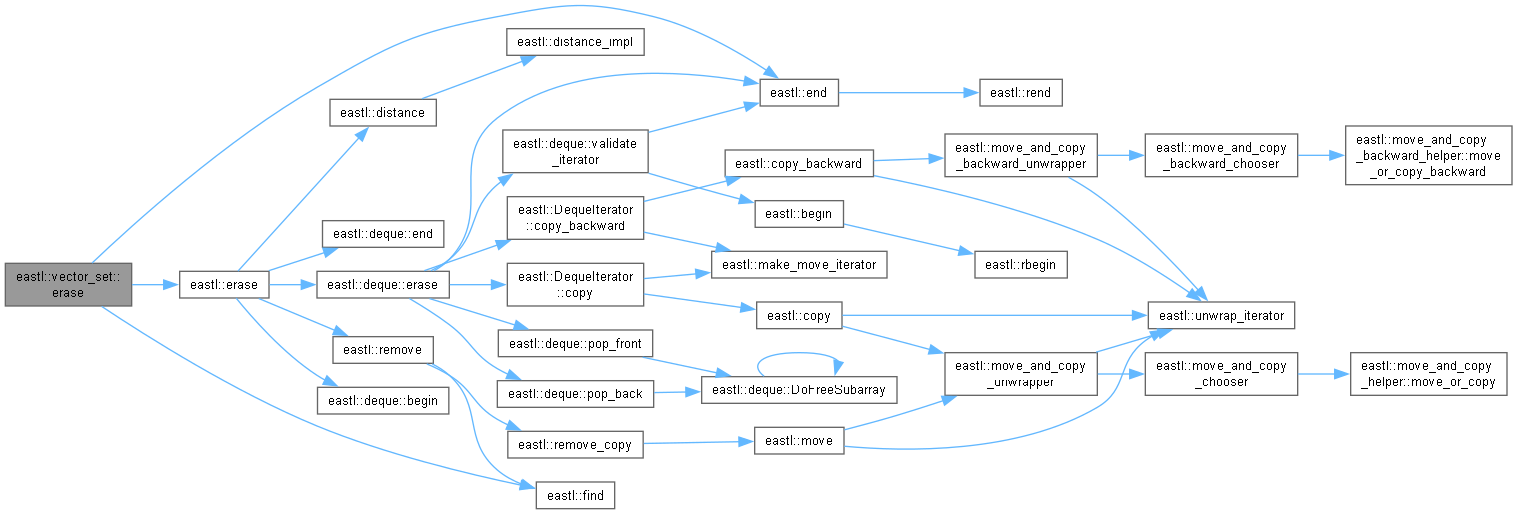 eastl::vector_set::
erase
eastl::erase
eastl::distance
eastl::deque::end
eastl::deque::erase
eastl::remove
eastl::deque::begin
eastl::distance_impl
eastl::deque::validate
_iterator
eastl::DequeIterator
::copy_backward
eastl::DequeIterator
::copy
eastl::deque::pop_front
eastl::deque::pop_back
eastl::remove_copy
eastl::find
eastl::end
eastl::copy_backward
eastl::begin
eastl::make_move_iterator
eastl::copy
eastl::deque::DoFreeSubarray
eastl::move
eastl::rend
eastl::move_and_copy
_backward_unwrapper
eastl::rbegin
eastl::move_and_copy
_unwrapper
eastl::move_and_copy
_backward_chooser
eastl::unwrap_iterator
eastl::move_and_copy
_chooser
eastl::move_and_copy
_backward_helper::move
_or_copy_backward
eastl::move_and_copy
_helper::move_or_copy